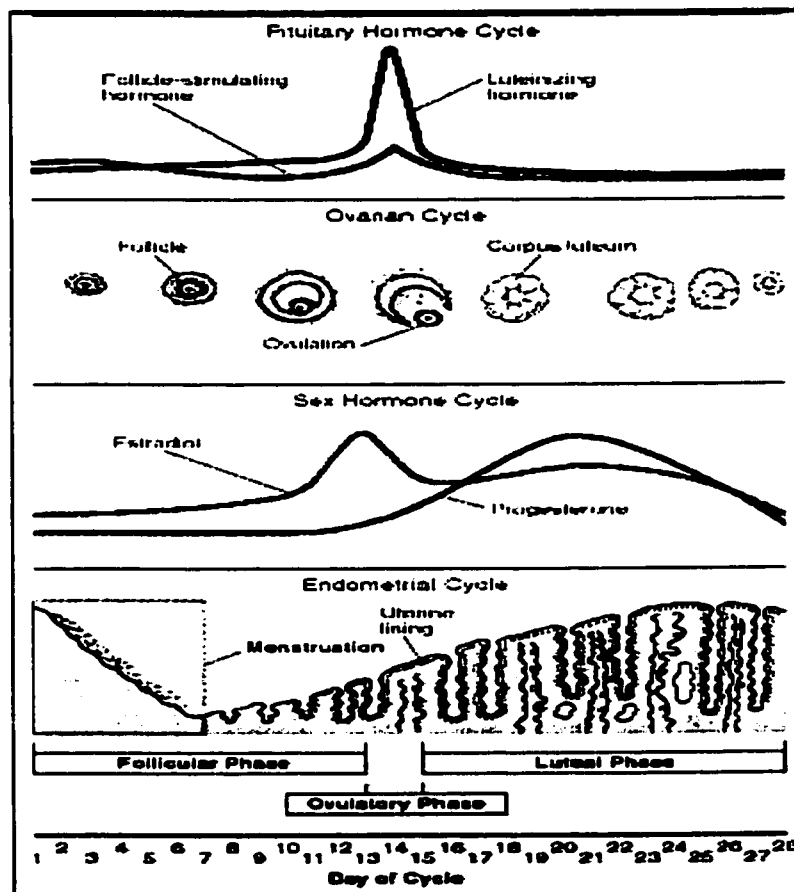 Pituitary Hormone Cycle
Follicle-stimulating
hormone
Luteinizing
hormone
Ovarian Cycle
Follicle
Corpus luteum
Ovulation
Sex Hormone Cycle
Estradiol
Progesterone
Endometrial Cycle
Uterine
lining
Menstruation
Follicular Phase
Luteal Phase
Ovulatory Phase
1 2 3 4 5 6 7 8 9 10 11 12 13 14 15 16 17 18 19 20 21 22 23 24 25 26 27 28
Day of Cycle